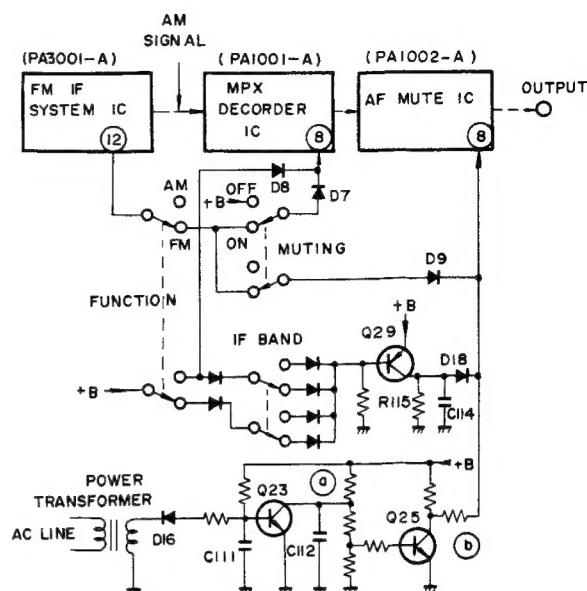 AM
SIGNAL
(PA3001-A)
(PA1001-A)
(PA1002-A)
FM IF
SYSTEM IC
12
MPX
DECORDER
IC
8
AF MUTE IC
8
OUTPUT
AM
OFF
+B
D8
D7
FM
ON
MUTING
D9
FUNCTION
IF BAND
+B
Q29
D18
+B
R115
C114
+B
POWER
TRANSFORMER
Q23
a
Q25
AC LINE
D16
C111
C112
b